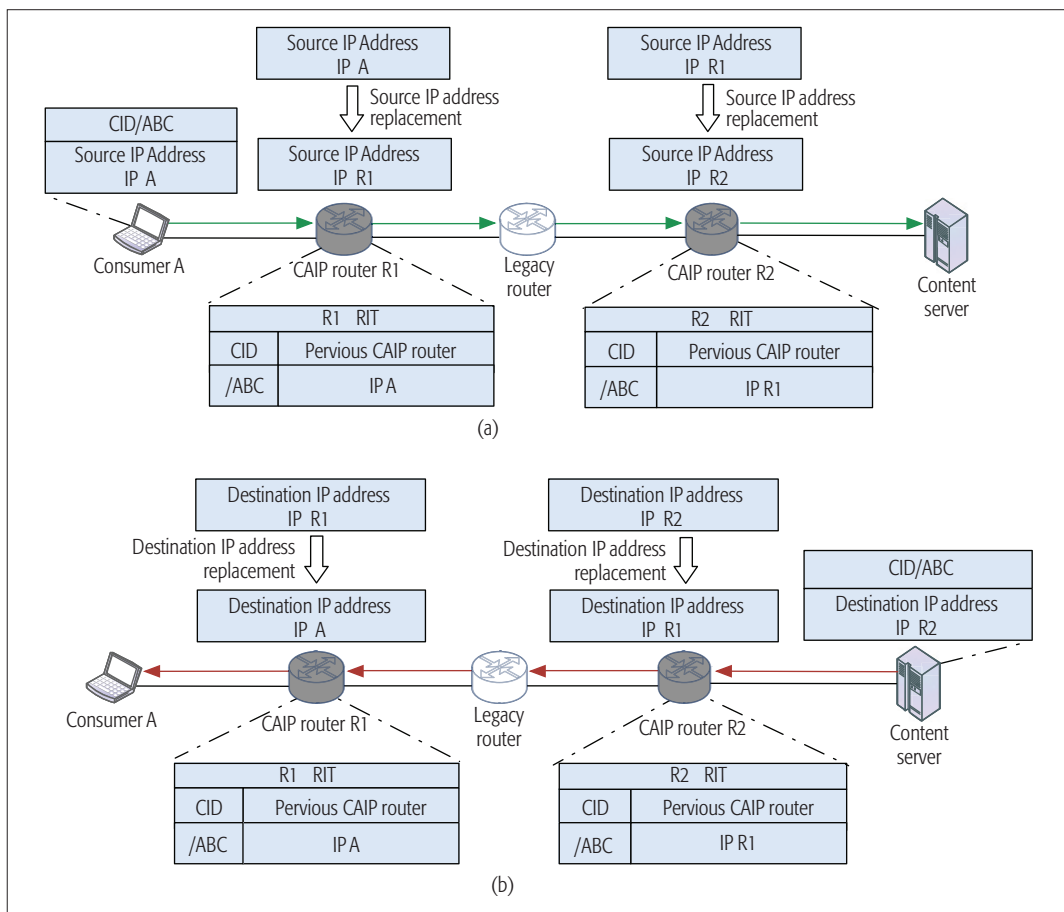 Source IP Address
IP A
Source IP address
replacement
Source IP Address
IP R1
Source IP Address
IP R1
Source IP address
replacement
Source IP Address
IP R2
CID/ABC
Source IP Address
IP A
Consumer A
CAIP router R1
Legacy
router
CAIP router R2
Content
server
R1 RIT
CID
Pervious CAIP router
/ABC
IP A
R2 RIT
CID
Pervious CAIP router
/ABC
IP R1
(a)
Destination IP address
IP R1
Destination IP address
replacement
Destination IP address
IP A
Destination IP address
IP R2
Destination IP address
replacement
Destination IP address
IP R1
CID/ABC
Destination IP address
IP R2
Consumer A
CAIP router R1
Legacy
router
CAIP router R2
Content
server
R1 RIT
CID
Pervious CAIP router
/ABC
IP A
R2 RIT
CID
Pervious CAIP router
/ABC
IP R1
(b)